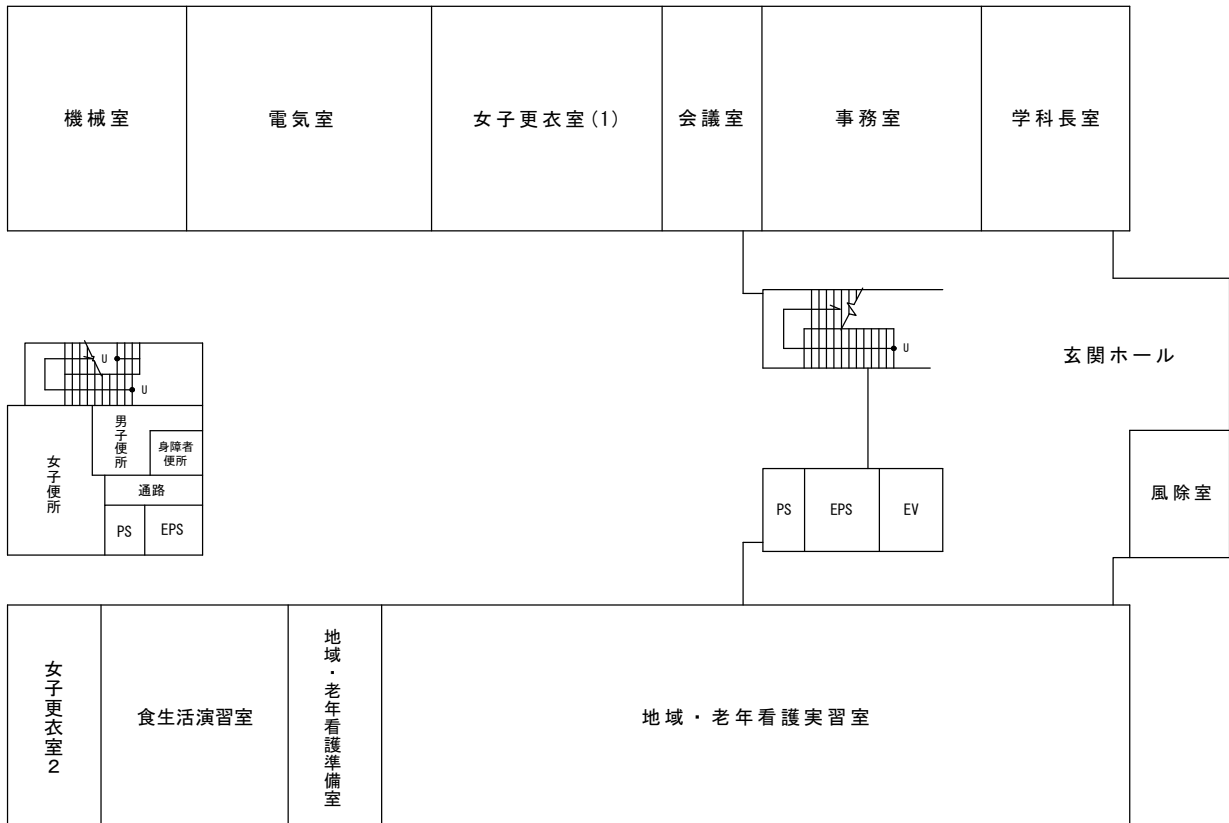 機械室
電気室
女子更衣室(1)
会議室
事務室
学科長室
U
玄関ホール
U
U
男子便所
身障者
便所
女子便所
通路
PS
EPS
PS
EPS
EV
風除室
女子更衣室2
食生活演習室
地域・老年看護準備室
地域・老年看護実習室